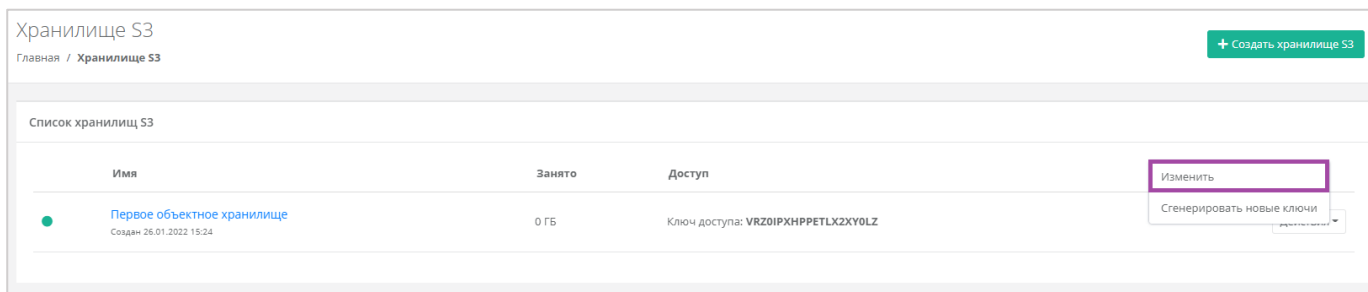 Хранилище S3
Главная / Хранилище S3
+ Создать хранилище S3
Список хранилищ S3
Имя Занято Доступ
Изменить
Сгенерировать новые ключи
Первое объектное хранилище
Создан 26.01.2022 15:24
0 ГБ
Ключ доступа: VRZ0IPXHPPETLX2XY0LZ